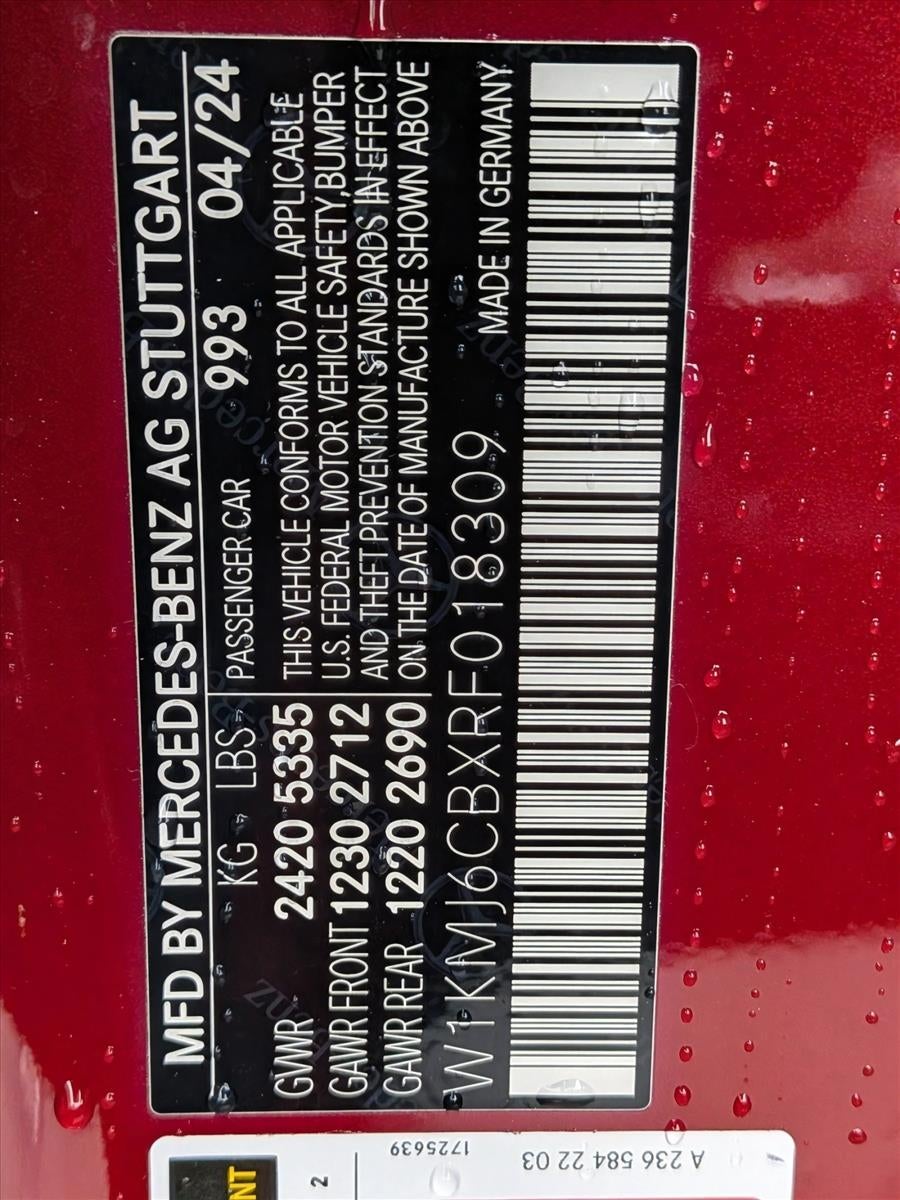 MFD BY MERCEDES-BENZ AG STUTTGART
KG LBS PASSENGER CAR 993 04/24
GVWR 2420 5335
GAWR FRONT 1230 2712
GAWR REAR 1220 2690
THIS VEHICLE CONFORMS TO ALL APPLICABLE
U.S. FEDERAL MOTOR VEHICLE SAFETY,BUMPER
AND THEFT PREVENTION STANDARDS IN EFFECT
ON THE DATE OF MANUFACTURE SHOWN ABOVE
W1KMJ6CBXRF018309 MADE IN GERMANY
2
1725639
A 236 584 22 03